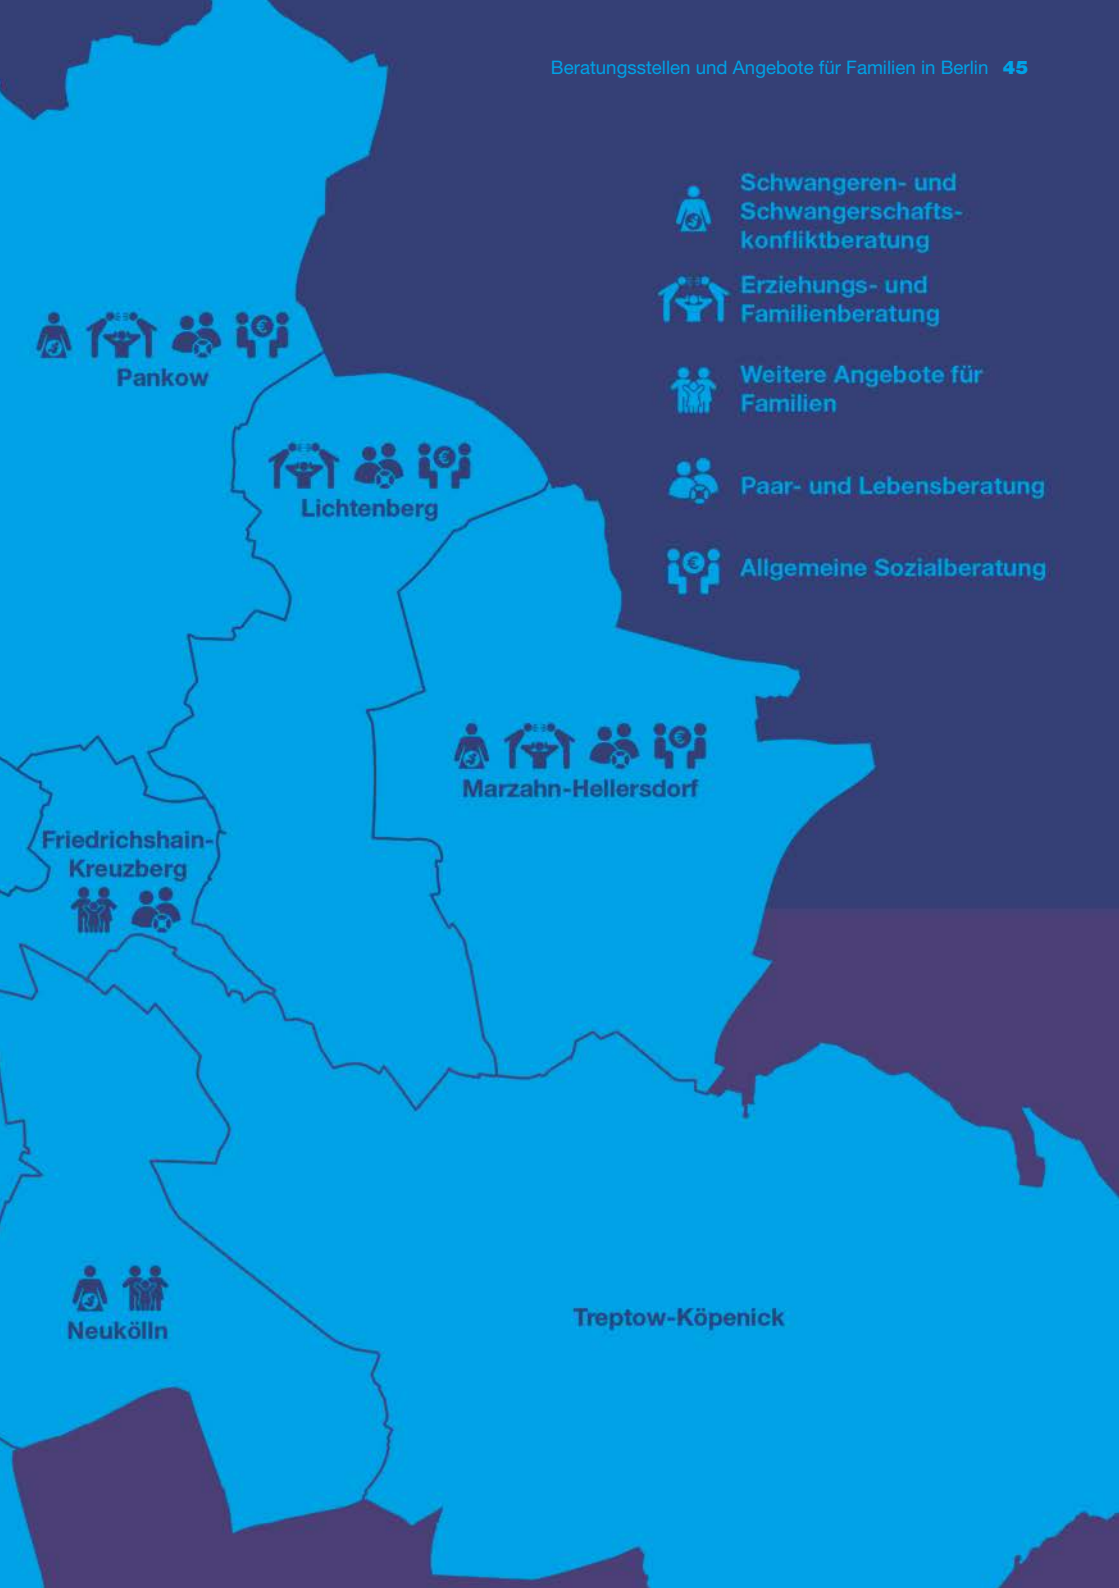 Beratungsstellen und Angebote für Familien in Berlin 45
Schwangeren- und
Schwangerschafts-
konfliktberatung
Erziehungs- und
Familienberatung
Weitere Angebote für
Familien
Paar- und Lebensberatung
Allgemeine Sozialberatung
Pankow
Lichtenberg
Marzahn-Hellersdorf
Friedrichshain-
Kreuzberg
Neukölln
Treptow-Köpenick